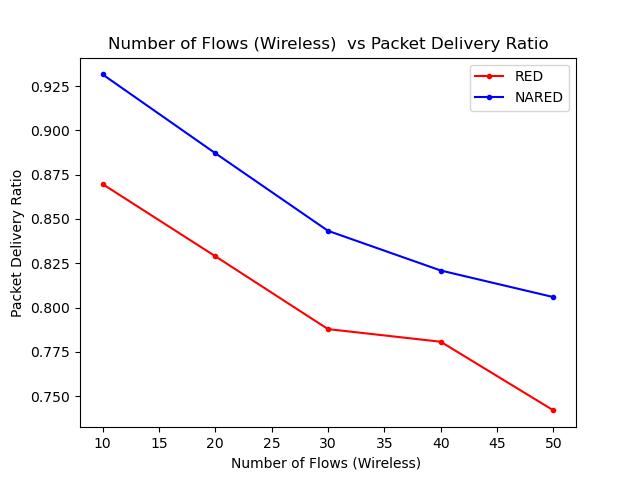 Number of Flows (Wireless)  vs Packet Delivery Ratio
RED
NARED
Packet Delivery Ratio
0.925
0.900
0.875
0.850
0.825
0.800
0.775
0.750
10 15 20 25 30 35 40 45 50
Number of Flows (Wireless)